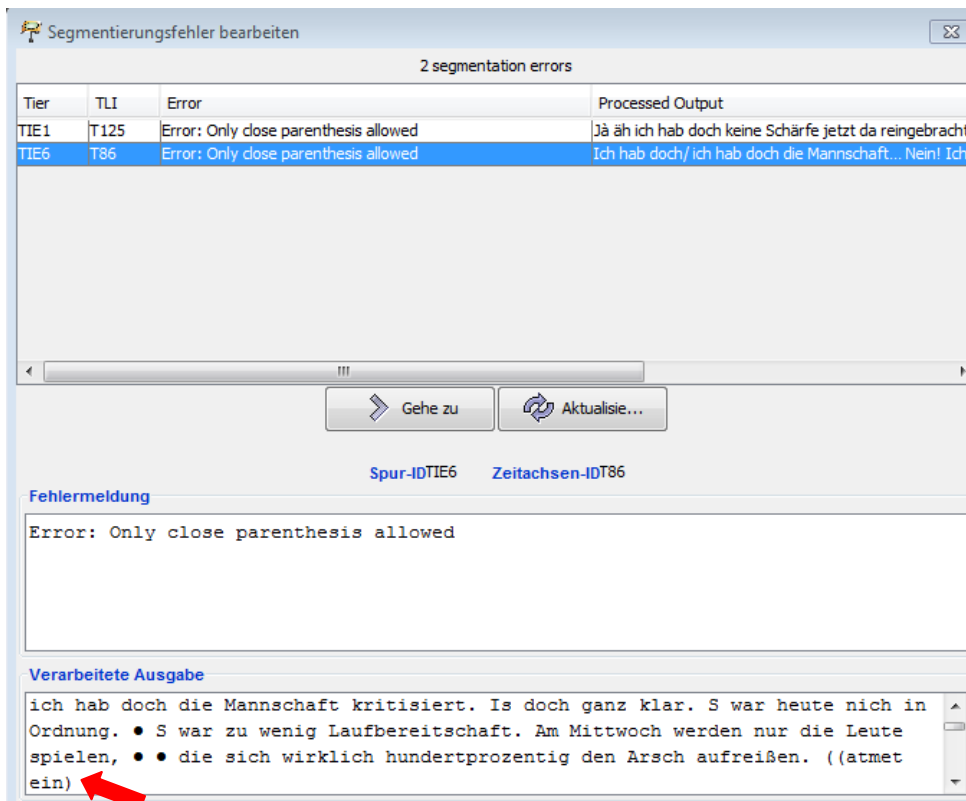 Segmentierungsfehler bearbeiten
2 segmentation errors
Tier TLI Error Processed Output
TIE1 T125 Error: Only close parenthesis allowed Jà äh ich hab doch keine Schärfe jetzt da reingebracht
TIE6 T86 Error: Only close parenthesis allowed Ich hab doch/ ich hab doch die Mannschaft... Nein! Ich
Gehe zu Aktualisie...
Spur-IDTIE6 Zeitachsen-IDT86
Fehlermeldung
Error: Only close parenthesis allowed
Verarbeitete Ausgabe
ich hab doch die Mannschaft kritisiert. Is doch ganz klar. S war heute nich in
Ordnung. ● S war zu wenig Laufbereitschaft. Am Mittwoch werden nur die Leute
spielen, ● ● die sich wirklich hundertprozentig den Arsch aufreißen. ((atmet
ein)